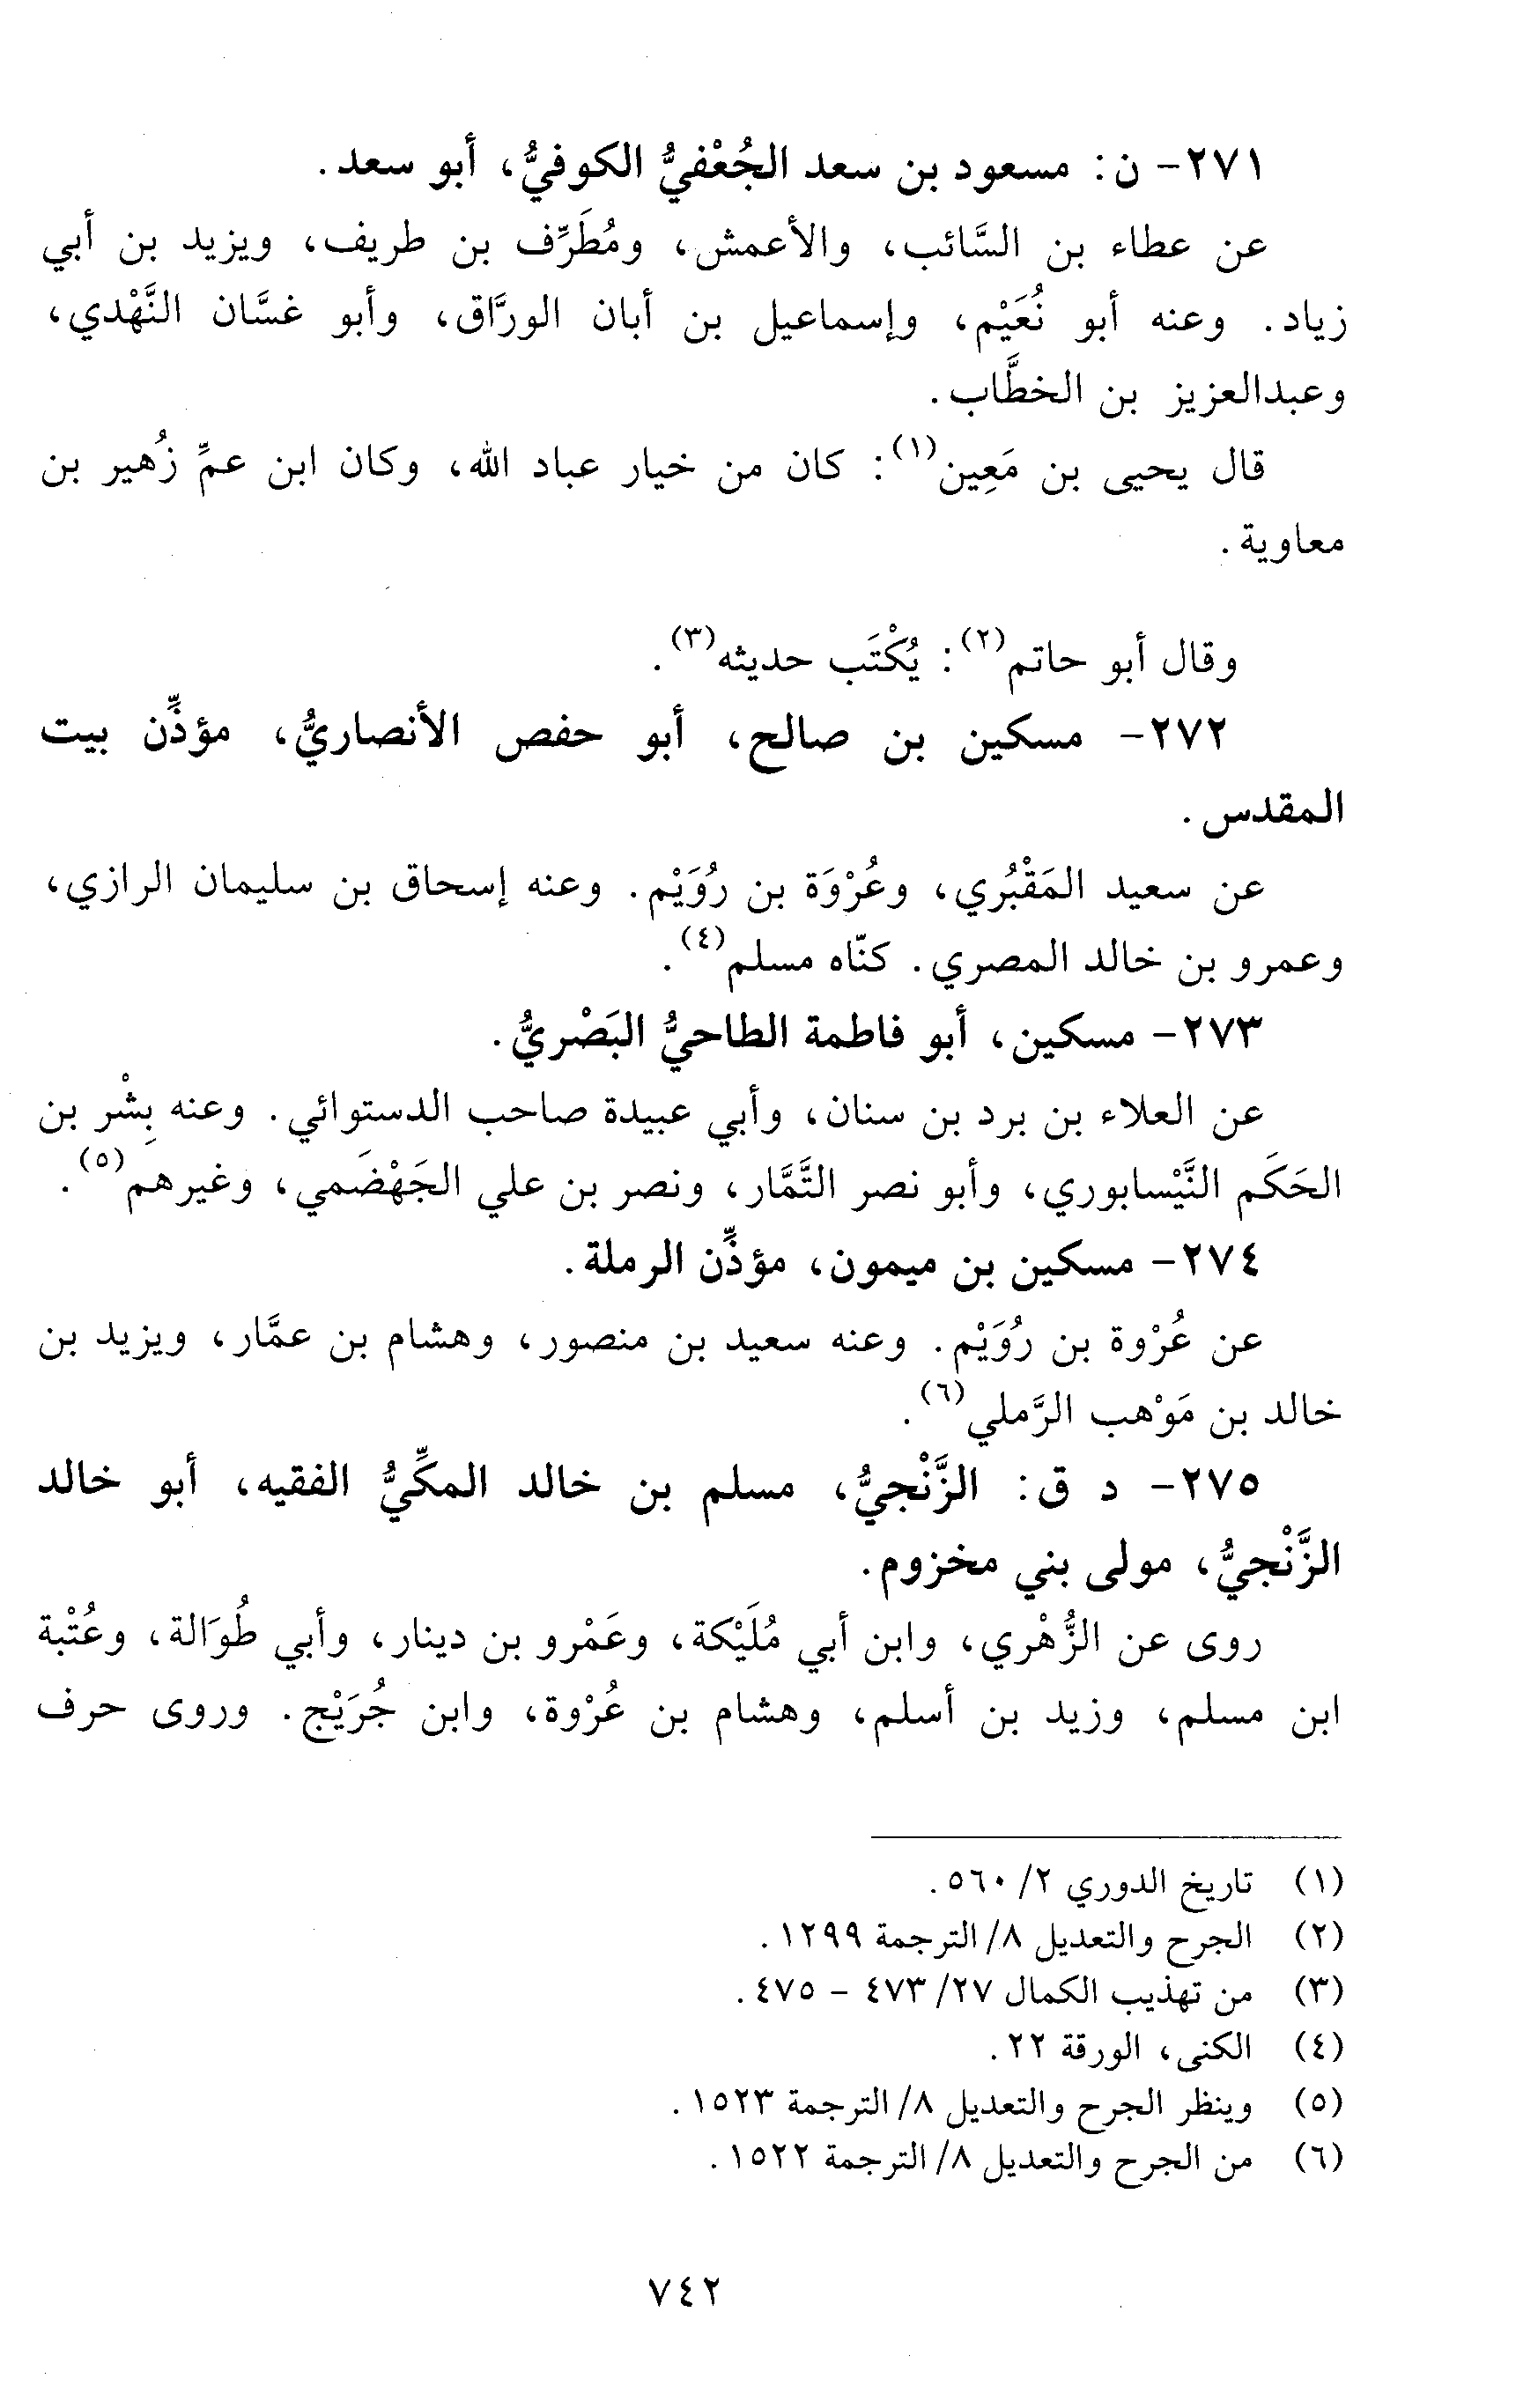 ٢٧١- ن: مسعود بن سعد الجُعْفيُّ الكوفيُّ، أبو سعد.
عن عطاء بن السَّائب، والأعمش، ومُطَرِّف بن طريف، ويزيد بن أبي
زياد. وعنه أبو نُعَيْم، وإسماعيل بن أبان الورَّاق، وأبو غسَّان النَّهْدي،
وعبدالعزيز بن الخطَّاب.
قال يحيى بن مَعِين(١): كان من خيار عباد الله، وكان ابن عمِّ زُهير بن
معاوية.
وقال أبو حاتم(٢): يُكْتَب حديثه(٣).
٢٧٢- مسكين بن صالح، أبو حفص الأنصاريُّ، مؤذِّن بيت
المقدس.
عن سعيد المَقْبُري، وعُرْوَة بن رُوَيْم. وعنه إسحاق بن سليمان الرازي،
وعمرو بن خالد المصري. كنّاه مسلم(٤).
٢٧٣- مسكين، أبو فاطمة الطاحيُّ البَصْريُّ.
عن العلاء بن برد بن سنان، وأبي عبيدة صاحب الدستوائي. وعنه بِشْر بن
الحَكَم النَّيْسابوري، وأبو نصر التَّمَّار، ونصر بن علي الجَهْضَمي، وغيرهم(٥).
٢٧٤- مسكين بن ميمون، مؤذِّن الرملة.
عن عُرْوة بن رُوَيْم. وعنه سعيد بن منصور، وهشام بن عمَّار، ويزيد بن
خالد بن مَوْهب الرَّملي(٦).
٢٧٥- د ق: الزَّنْجيُّ، مسلم بن خالد المكِّيُّ الفقيه، أبو خالد
الزَّنْجيُّ، مولى بني مخزوم.
روى عن الزُّهْري، وابن أبي مُلَيْكة، وعَمْرو بن دينار، وأبي طُوَالة، وعُتْبة
ابن مسلم، وزيد بن أسلم، وهشام بن عُرْوة، وابن جُرَيْج. وروى حرف
(١) تاريخ الدوري ٢/ ٥٦٠.
(٢) الجرح والتعديل ٨/ الترجمة ١٢٩٩.
(٣) من تهذيب الكمال ٢٧/ ٤٧٣ - ٤٧٥.
(٤) الكنى، الورقة ٢٢.
(٥) وينظر الجرح والتعديل ٨/ الترجمة ١٥٢٣.
(٦) من الجرح والتعديل ٨/ الترجمة ١٥٢٢.
٧٤٢